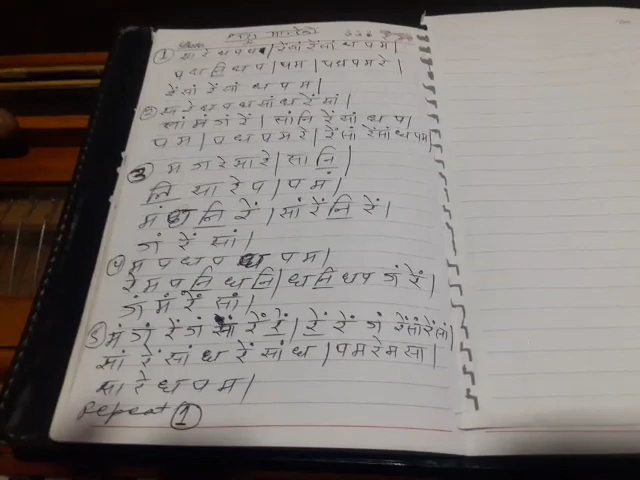 ① सा रे ध प प | रें सां रें सां ध प म |
प ध नि़ ध प | प म | प ध प म रे |
रें सां रें सां ध प म |
② सा रे ध प ध सां ध रें सां |
सां मं गं रें | सां नि॒ रें सां ध प
प म | प ध प म रे | रें सां रें सां ध प म
③ म ग रे सा रे | सा नि॒
नि॒ सा रे प | प मं |
मं ध नि॒ रें | सां रें नि॒ रें |
गं रें सां |
④ म प ध प प म |
रे म प नि॒ ध नि॒ | ध नि॒ ध प गं रें |
गं मं रें सां |
⑤ मं गं रें गं सां रें रें | रें रें गं रें सां रें सां |
सां रें सां ध रें सां ध | प म रे म सा |
सा रे ध प म |
Repeat ①